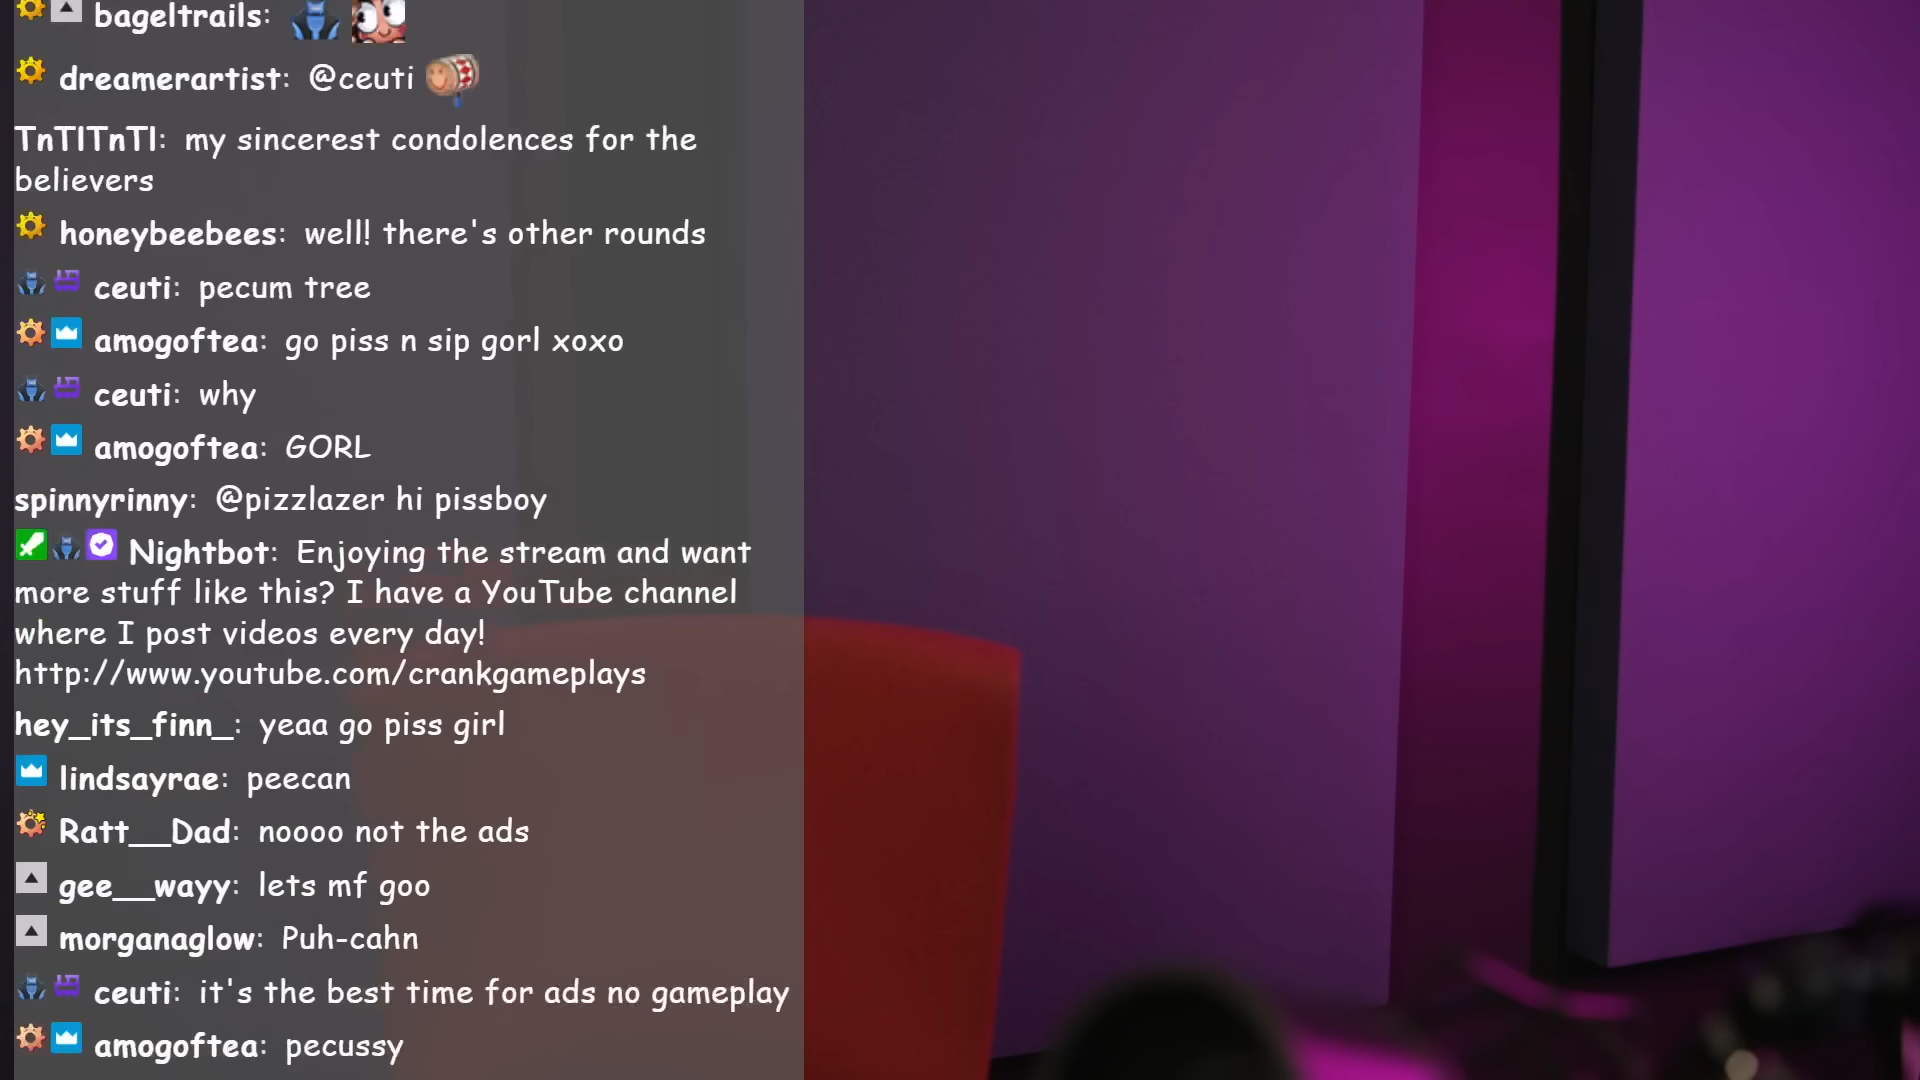 bageltrails:
dreamerartist: @ceuti
TnTlTnTl: my sincerest condolences for the
believers
honeybeebees: well! there's other rounds
ceuti: pecum tree
amogoftea: go piss n sip gorl xoxo
ceuti: why
amogoftea: GORL
spinnyrinny: @pizzlazer hi pissboy
Nightbot: Enjoying the stream and want
more stuff like this? I have a YouTube channel
where I post videos every day!
http://www.youtube.com/crankgameplays
hey_its_finn_: yeaa go piss girl
lindsayrae: peecan
Ratt__Dad: noooo not the ads
gee__wayy: lets mf goo
morganaglow: Puh-cahn
ceuti: it's the best time for ads no gameplay
amogoftea: pecussy